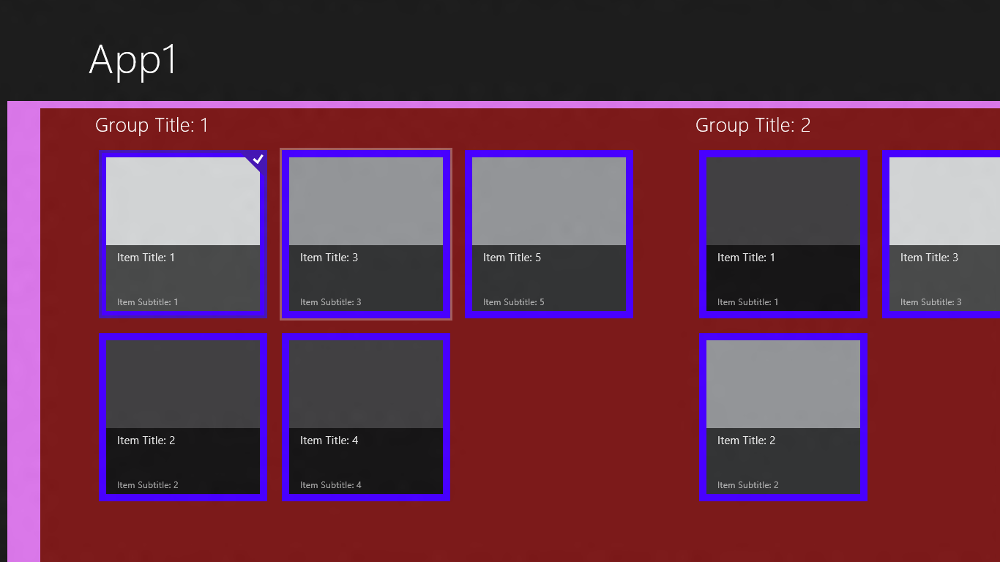 App1
Group Title: 1
Item Title: 1
Item Subtitle: 1
Item Title: 3
Item Subtitle: 3
Item Title: 5
Item Subtitle: 5
Item Title: 2
Item Subtitle: 2
Item Title: 4
Item Subtitle: 4
Group Title: 2
Item Title: 1
Item Subtitle: 1
Item Title: 3
Item Subtitle: 3
Item Title: 2
Item Subtitle: 2